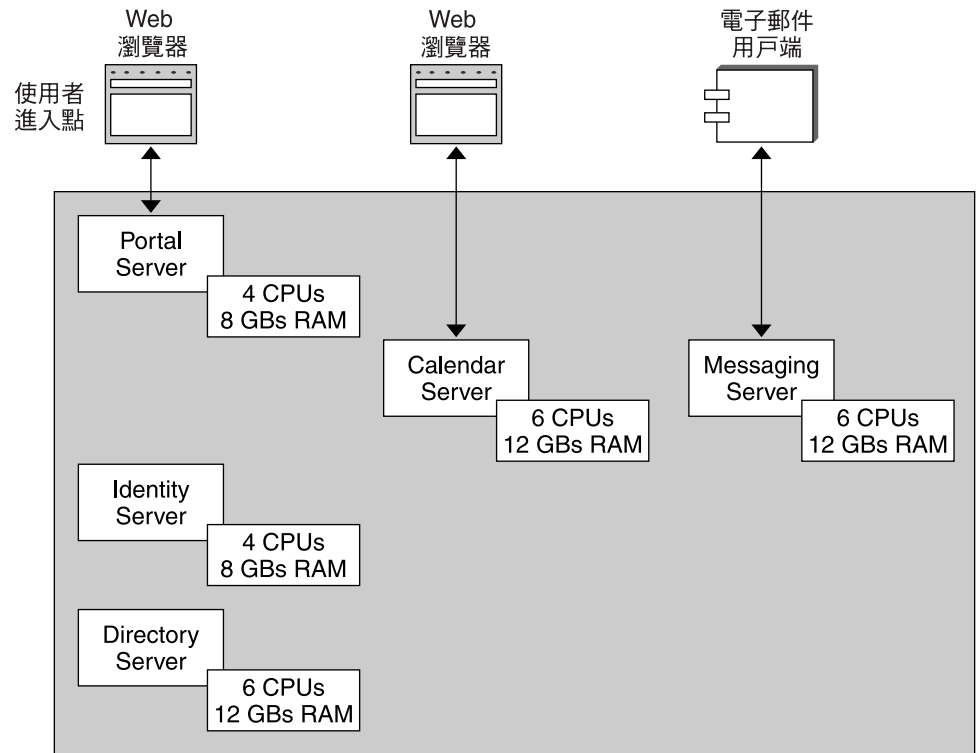 Web
瀏覽器
Web
瀏覽器
電子郵件
用戶端
使用者
進入點
Portal
Server
4 CPUs
8 GBs RAM
Calendar
Server
6 CPUs
12 GBs RAM
Messaging
Server
6 CPUs
12 GBs RAM
Identity
Server
4 CPUs
8 GBs RAM
Directory
Server
6 CPUs
12 GBs RAM